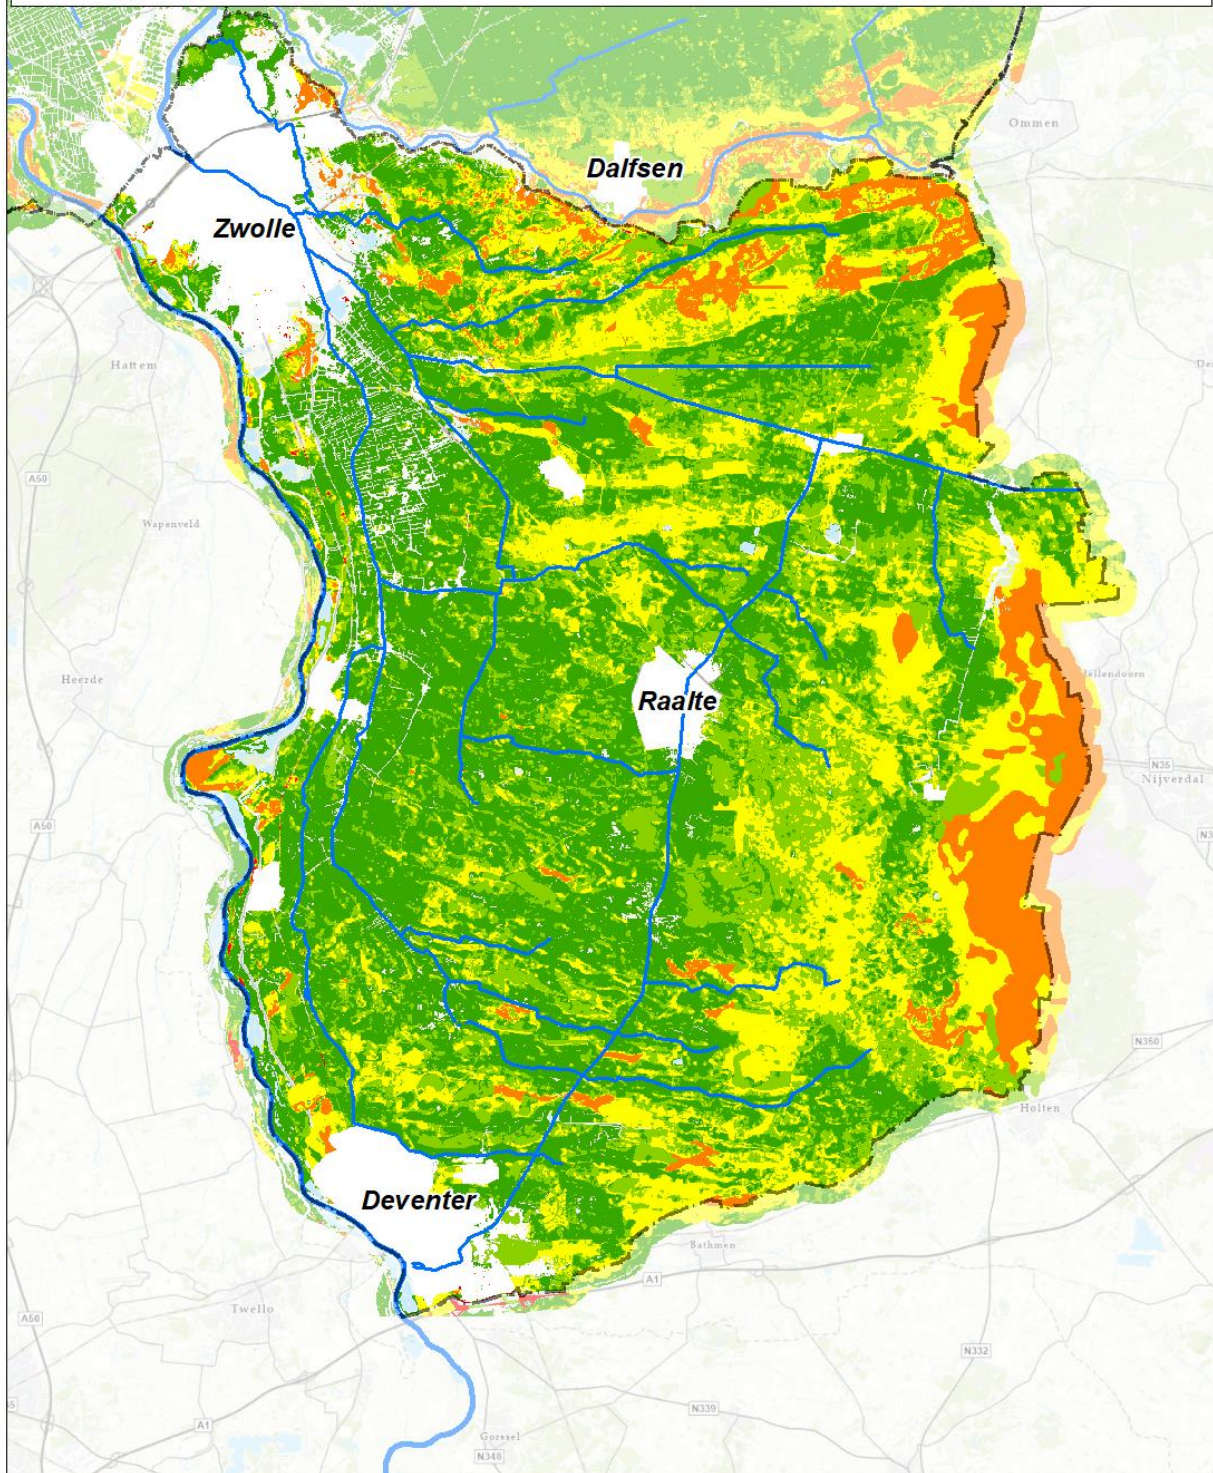 Ommen
Dalfsen
Zwolle
Hattem
A50
Wapenveld
Heerde
Raalte
N35
Nijverdal
A50
N350
Holten
Deventer
Bathmen
A1
Twello
A50
N332
N339
A1
Gorssel
N348